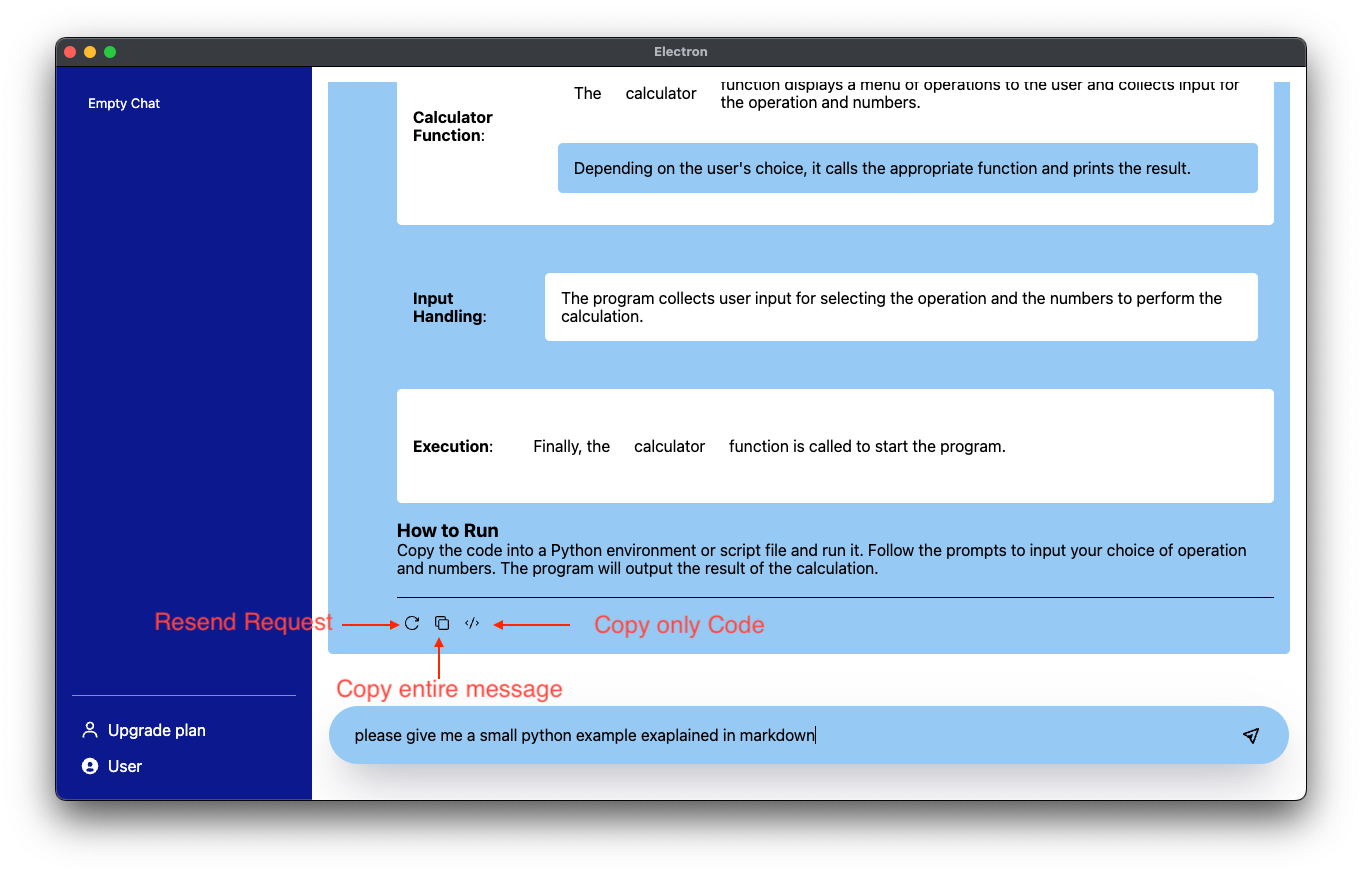 Electron
Empty Chat
function displays a menu of operations to the user and collects input for
The calculator
the operation and numbers.
Calculator
Function:
Depending on the user's choice, it calls the appropriate function and prints the result.
Input
Handling:
The program collects user input for selecting the operation and the numbers to perform the
calculation.
Execution: Finally, the calculator function is called to start the program.
How to Run
Copy the code into a Python environment or script file and run it. Follow the prompts to input your choice of operation
and numbers. The program will output the result of the calculation.
Resend Request
</>
Copy only Code
Copy entire message
please give me a small python example exaplained in markdown
Upgrade plan
User